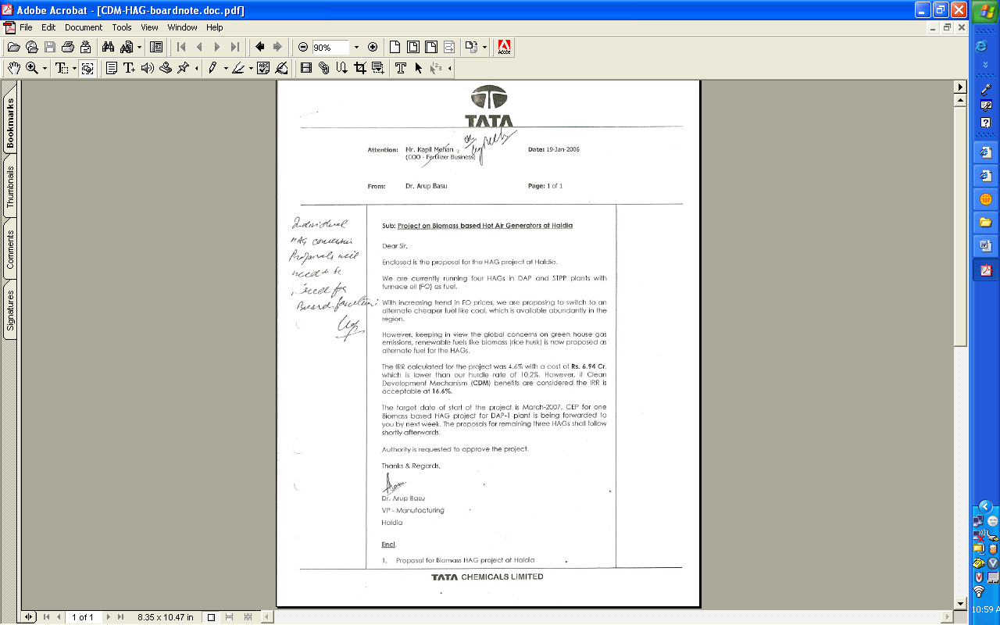 Adobe Acrobat - [CDM-HAG-boardnote.doc.pdf]
File Edit Document Tools View Window Help
90%
Adobe
Bookmarks
Thumbnails
Comments
Signatures
TATA
Attention: Mr. Kapil Mehan Date: 19-Jan-2006
(COO - Fertilizer Business)
From: Dr. Arup Basu Page: 1 of 1
Individual
HAG
Proposals will
need to be
for
Board
Sub: Project on Biomass based Hot Air Generators at Haldia
Dear Sir,
Enclosed is the proposal for the HAG project at Haldia.
We are currently running four HAGs in DAP and STPP plants with
furnace oil (FO) as fuel.
With increasing trend in FO prices, we are proposing to switch to an
alternate cheaper fuel like coal, which is available abundantly in the
region.
However, keeping in view the global concerns on green house gas
emissions, renewable fuels like biomass (rice husk) is now proposed as
alternate fuel for the HAGs.
The IRR calculated for the project was 4.6% with a cost of Rs. 6.94 Cr.
which is lower than our hurdle rate of 10.2%. However, if Clean
Development Mechanism (CDM) benefits are considered the IRR is
acceptable at 16.6%.
The target date of start of the project is March-2007. CEP for one
Biomass based HAG project for DAP-1 plant is being forwarded to
you by next week. The proposals for remaining three HAGs shall follow
shortly afterwards.
Authority is requested to approve the project.
Thanks & Regards,
Dr. Arup Basu
VP - Manufacturing
Haldia
Encl.
1. Proposal for Biomass HAG project at Haldia
TATA CHEMICALS LIMITED
1 of 1 8.35 x 10.47 in
10:59 A